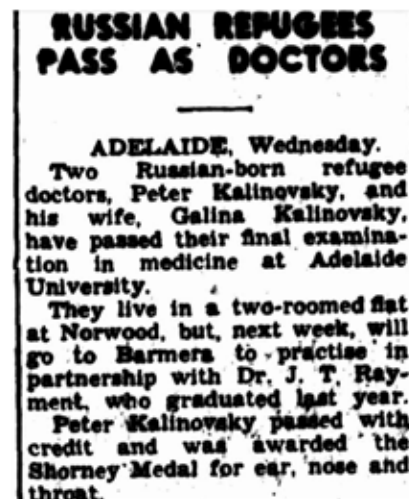 RUSSIAN REFUGEES
PASS AS DOCTORS
ADELAIDE, Wednesday.
Two Russian-born refugee
doctors, Peter Kalinovsky, and
his wife, Galina Kalinovsky,
have passed their final examina-
tion in medicine at Adelaide
University.
They live in a two-roomed flat
at Norwood, but, next week, will
go to Barmera to practise in
partnership with Dr. J. T. Ray-
ment, who graduated last year.
Peter Kalinovsky passed with
credit and was awarded the
Shorney Medal for ear, nose and
throat.